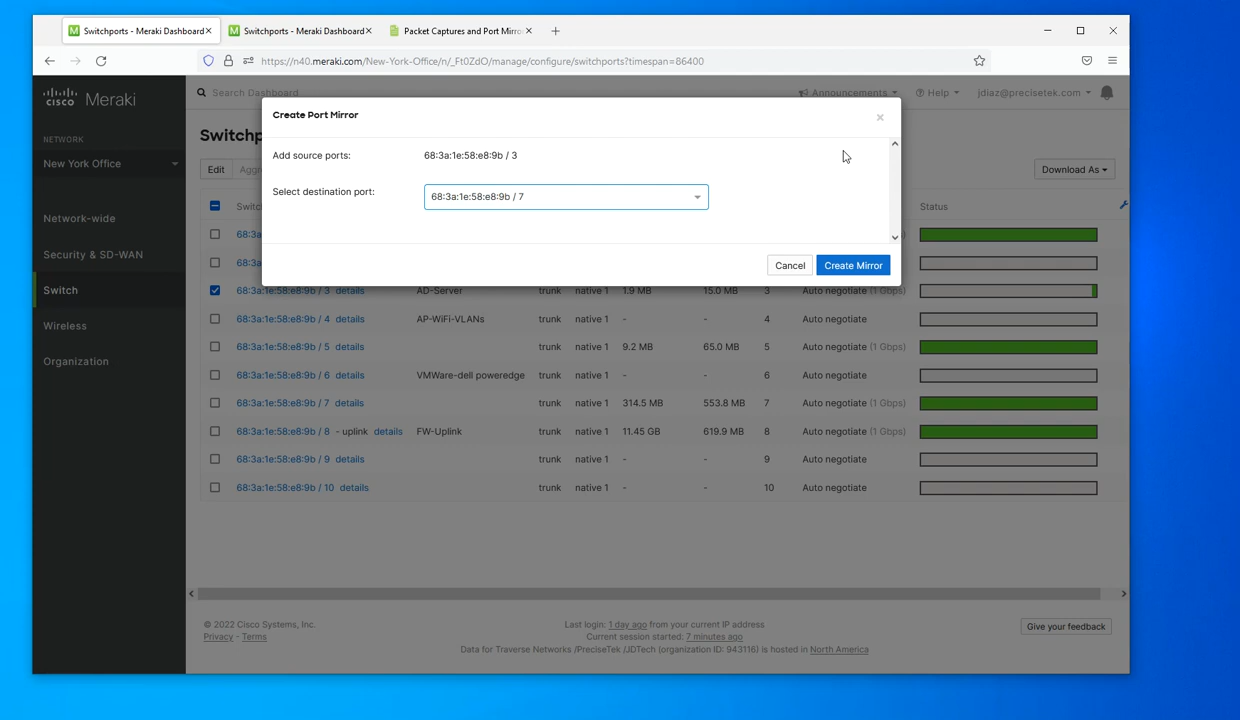 Switchports - Meraki Dashboard
Switchports - Meraki Dashboard
Packet Captures and Port Mirro
https://n40.meraki.com/New-York-Office/n/_Ft0ZdO/manage/configure/switchports?timespan=86400
cisco Meraki
Search Dashboard
Announcements
Help
jdiaz@precisetek.com
NETWORK
New York Office
Network-wide
Security & SD-WAN
Switch
Wireless
Organization
Switchp
Edit Aggre
Download As
Create Port Mirror
Add source ports: 68:3a:1e:58:e8:9b / 3
Select destination port: 68:3a:1e:58:e8:9b / 7
Cancel Create Mirror
Switc Status
68:3a
68:3a
68:3a:1e:58:e8:9b / 3 details AD-Server trunk native 1 1.9 MB 15.0 MB 3 Auto negotiate (1 Gbps)
68:3a:1e:58:e8:9b / 4 details AP-WiFi-VLANs trunk native 1 - - 4 Auto negotiate
68:3a:1e:58:e8:9b / 5 details trunk native 1 9.2 MB 65.0 MB 5 Auto negotiate (1 Gbps)
68:3a:1e:58:e8:9b / 6 details VMWare-dell poweredge trunk native 1 - - 6 Auto negotiate
68:3a:1e:58:e8:9b / 7 details trunk native 1 314.5 MB 553.8 MB 7 Auto negotiate (1 Gbps)
68:3a:1e:58:e8:9b / 8 - uplink details FW-Uplink trunk native 1 11.45 GB 619.9 MB 8 Auto negotiate (1 Gbps)
68:3a:1e:58:e8:9b / 9 details trunk native 1 - - 9 Auto negotiate
68:3a:1e:58:e8:9b / 10 details trunk native 1 - - 10 Auto negotiate
© 2022 Cisco Systems, Inc.
Privacy - Terms
Last login: 1 day ago from your current IP address
Current session started: 7 minutes ago
Data for Traverse Networks /PreciseTek /JDTech (organization ID: 943116) is hosted in North America
Give your feedback